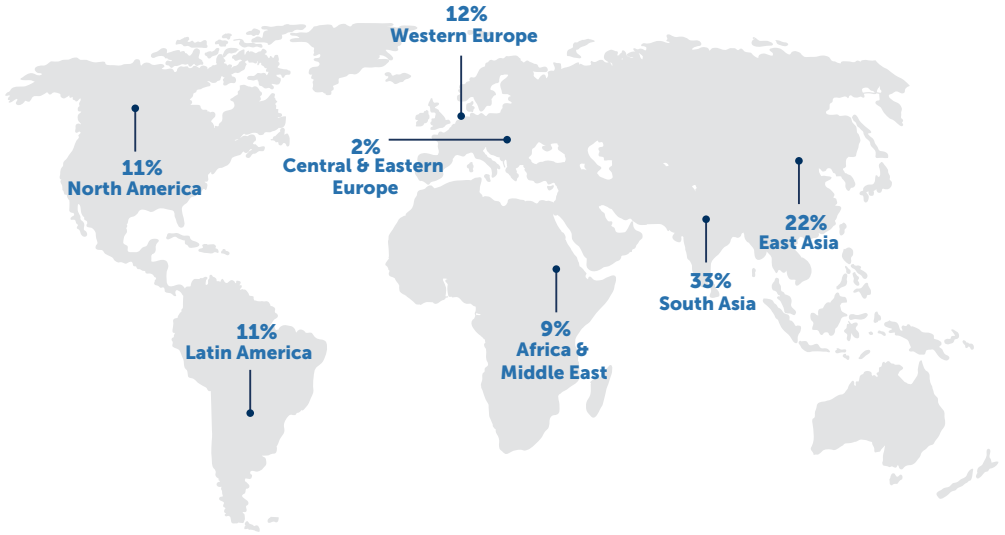 12%
Western Europe
2%
Central & Eastern
Europe
11%
North America
22%
East Asia
33%
South Asia
9%
Africa &
Middle East
11%
Latin America